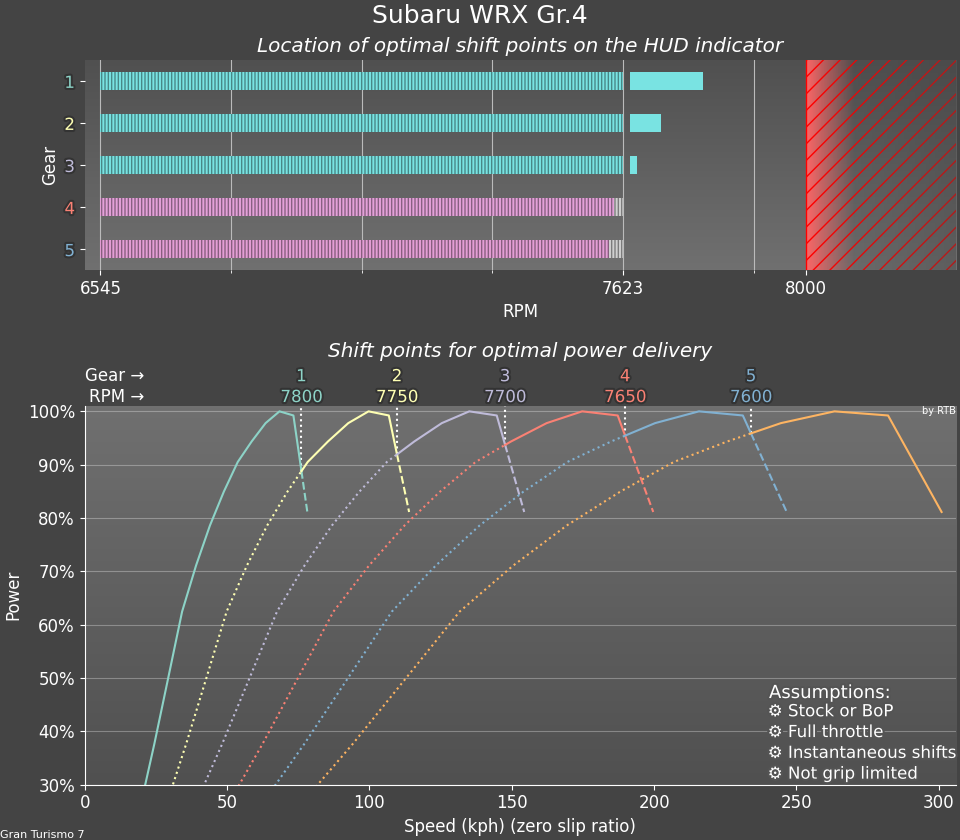 Subaru WRX Gr.4
Location of optimal shift points on the HUD indicator
Gear
1
2
3
4
5
6545 7623 8000
RPM
Shift points for optimal power delivery
Gear → 1 2 3 4 5
RPM → 7800 7750 7700 7650 7600
by RTB
Power
100%
90%
80%
70%
60%
50%
40%
30%
Assumptions:
⚙ Stock or BoP
⚙ Full throttle
⚙ Instantaneous shifts
⚙ Not grip limited
0 50 100 150 200 250 300
Speed (kph) (zero slip ratio)
Gran Turismo 7